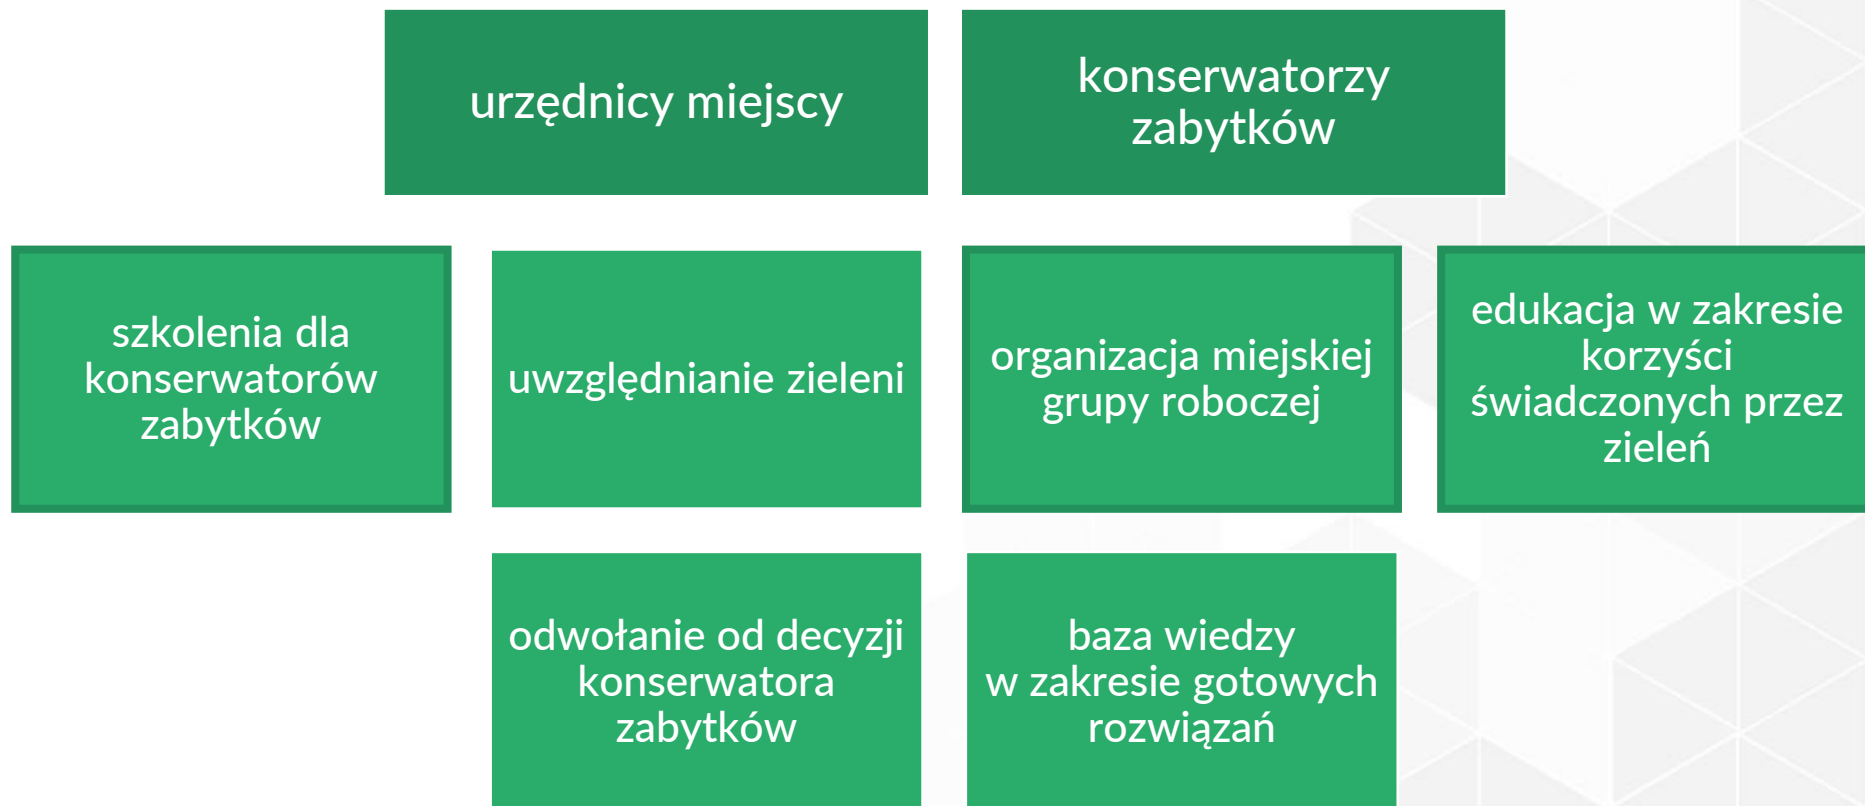 urzędnicy miejscy
konserwatorzy
zabytków
szkolenia dla
konserwatorów
zabytków
uwzględnianie zieleni
organizacja miejskiej
grupy roboczej
edukacja w zakresie
korzyści
świadczonych przez
zieleń
odwołanie od decyzji
konserwatora
zabytków
baza wiedzy
w zakresie gotowych
rozwiązań